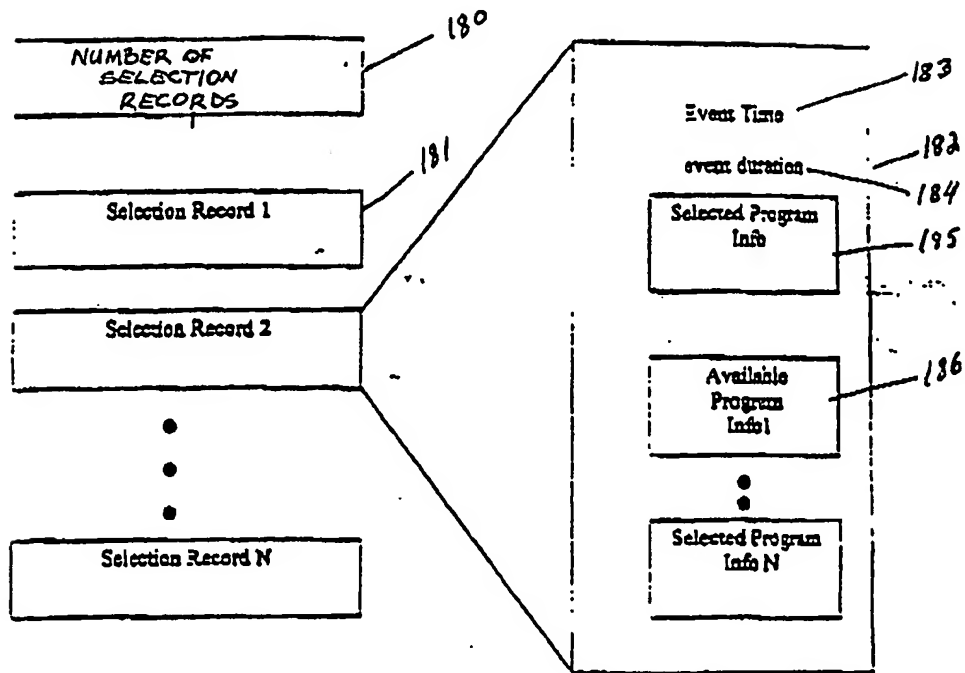 180
NUMBER OF
SELECTION
RECORDS
181
Selection Record 1
Selection Record 2
Selection Record N
183
Event Time
182
event duration
184
Selected Program
Info
185
Available
Program
Info1
186
Selected Program
Info N